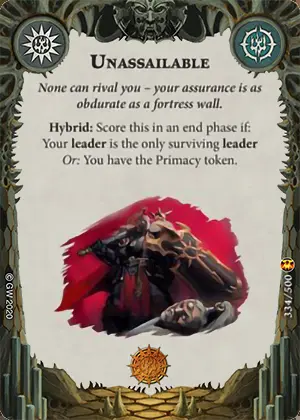 UNASSAILABLE
None can rival you – your assurance is as
obdurate as a fortress wall.
Hybrid: Score this in an end phase if:
Your leader is the only surviving leader
Or: You have the Primacy token.
© GW 2020
334/500